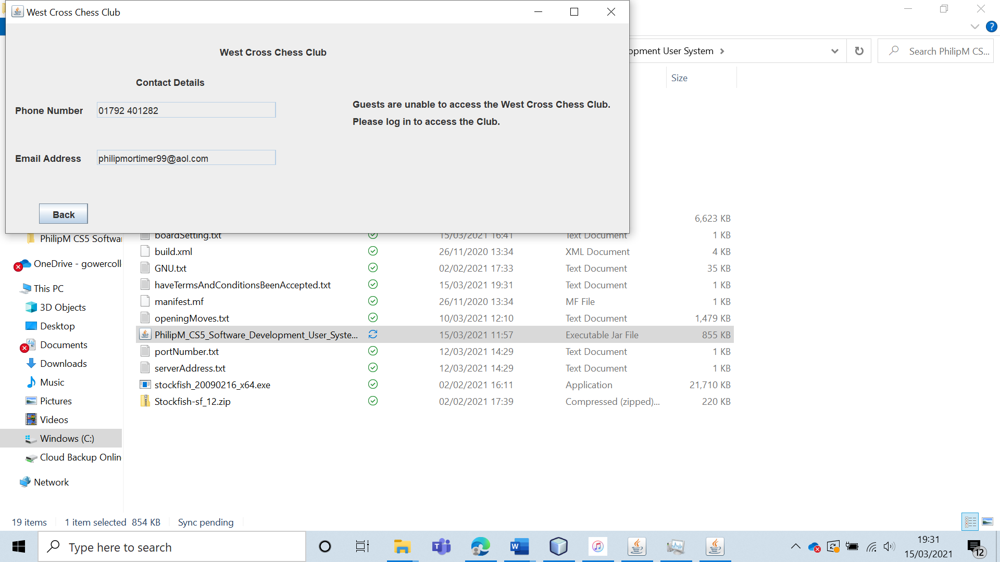 West Cross Chess Club
West Cross Chess Club
Contact Details
Phone Number 01792 401282
Guests are unable to access the West Cross Chess Club.
Please log in to access the Club.
Email Address philipmortimer99@aol.com
Back
opment User System
Search PhilipM CS...
Size
6,623 KB
PhilipM CS5 Softwar
OneDrive - gowercoll
This PC
3D Objects
Desktop
Documents
Downloads
Music
Pictures
Videos
Windows (C:)
Cloud Backup Onlin
Network
boardSetting.txt 15/03/2021 16:41 Text Document 1 KB
build.xml 26/11/2020 13:34 XML Document 4 KB
GNU.txt 02/02/2021 17:33 Text Document 35 KB
haveTermsAndConditionsBeenAccepted.txt 15/03/2021 19:31 Text Document 1 KB
manifest.mf 26/11/2020 13:34 MF File 1 KB
openingMoves.txt 10/03/2021 12:10 Text Document 1,479 KB
PhilipM_CS5_Software_Development_User_Syste... 15/03/2021 11:57 Executable Jar File 855 KB
portNumber.txt 12/03/2021 14:29 Text Document 1 KB
serverAddress.txt 12/03/2021 14:29 Text Document 1 KB
stockfish_20090216_x64.exe 02/02/2021 16:11 Application 21,710 KB
Stockfish-sf_12.zip 02/02/2021 17:39 Compressed (zipped)... 220 KB
19 items 1 item selected 854 KB Sync pending
Type here to search
19:31
15/03/2021
12